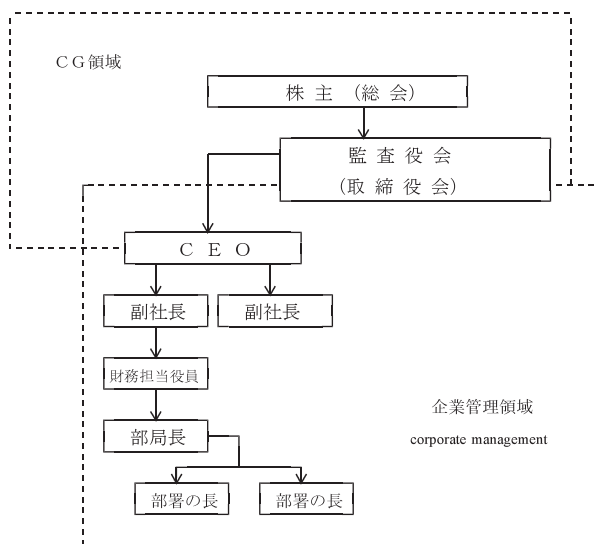 ＣＧ領域
株 主 （総 会）
監 査 役 会
（取 締 役 会）
Ｃ Ｅ Ｏ
副社長
副社長
財務担当役員
部局長
企業管理領域
corporate management
部署の長
部署の長